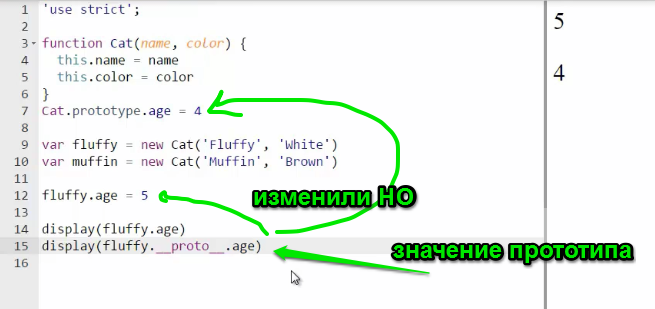 1 'use strict';
2
3 function Cat(name, color) {
4 this.name = name
5 this.color = color
6 }
7 Cat.prototype.age = 4
8
9 var fluffy = new Cat('Fluffy', 'White')
10 var muffin = new Cat('Muffin', 'Brown')
11
12 fluffy.age = 5
изменили НО
13
14 display(fluffy.age)
15 display(fluffy.__proto__.age)
значение прототипа
16
5
4